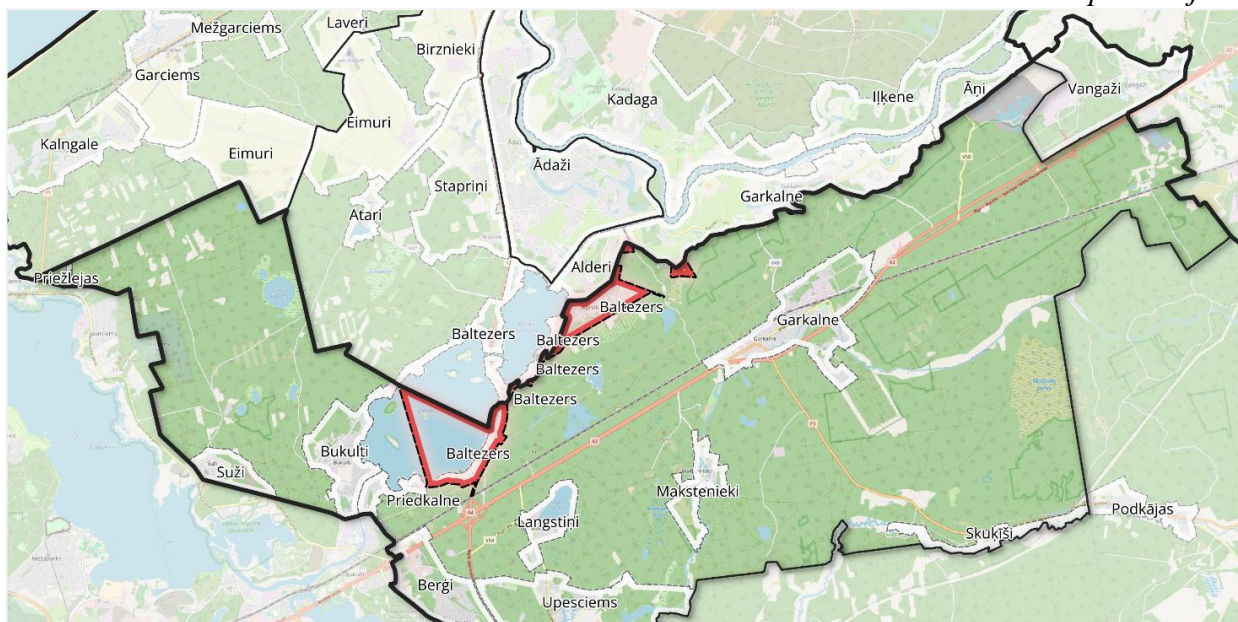 Mežgarciems
Laveri
Birznieki
Garciems
Kadaga
Iļķene
Āņi
Vangaži
Kalngale
Eimuri
Eimuri
Stapriņi
Ādaži
Garkalne
Atari
Alderi
Priežlejas
Baltezers
Baltezers
Baltezers
Garkalne
Baltezers
Baltezers
Bukulti
Baltezers
Suži
Priedkalne
Makstenieki
Langstiņi
Skuķīši
Podkājas
Berģi
Upesciems